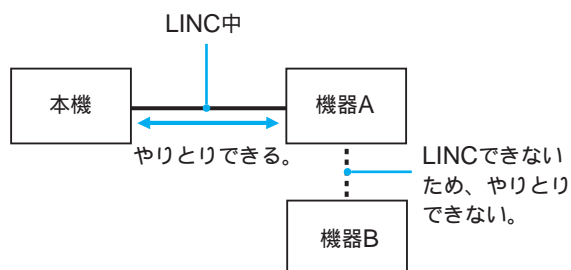 LINC中
本機
機器A
やりとりできる。
LINCできない
ため、やりとり
できない。
機器B